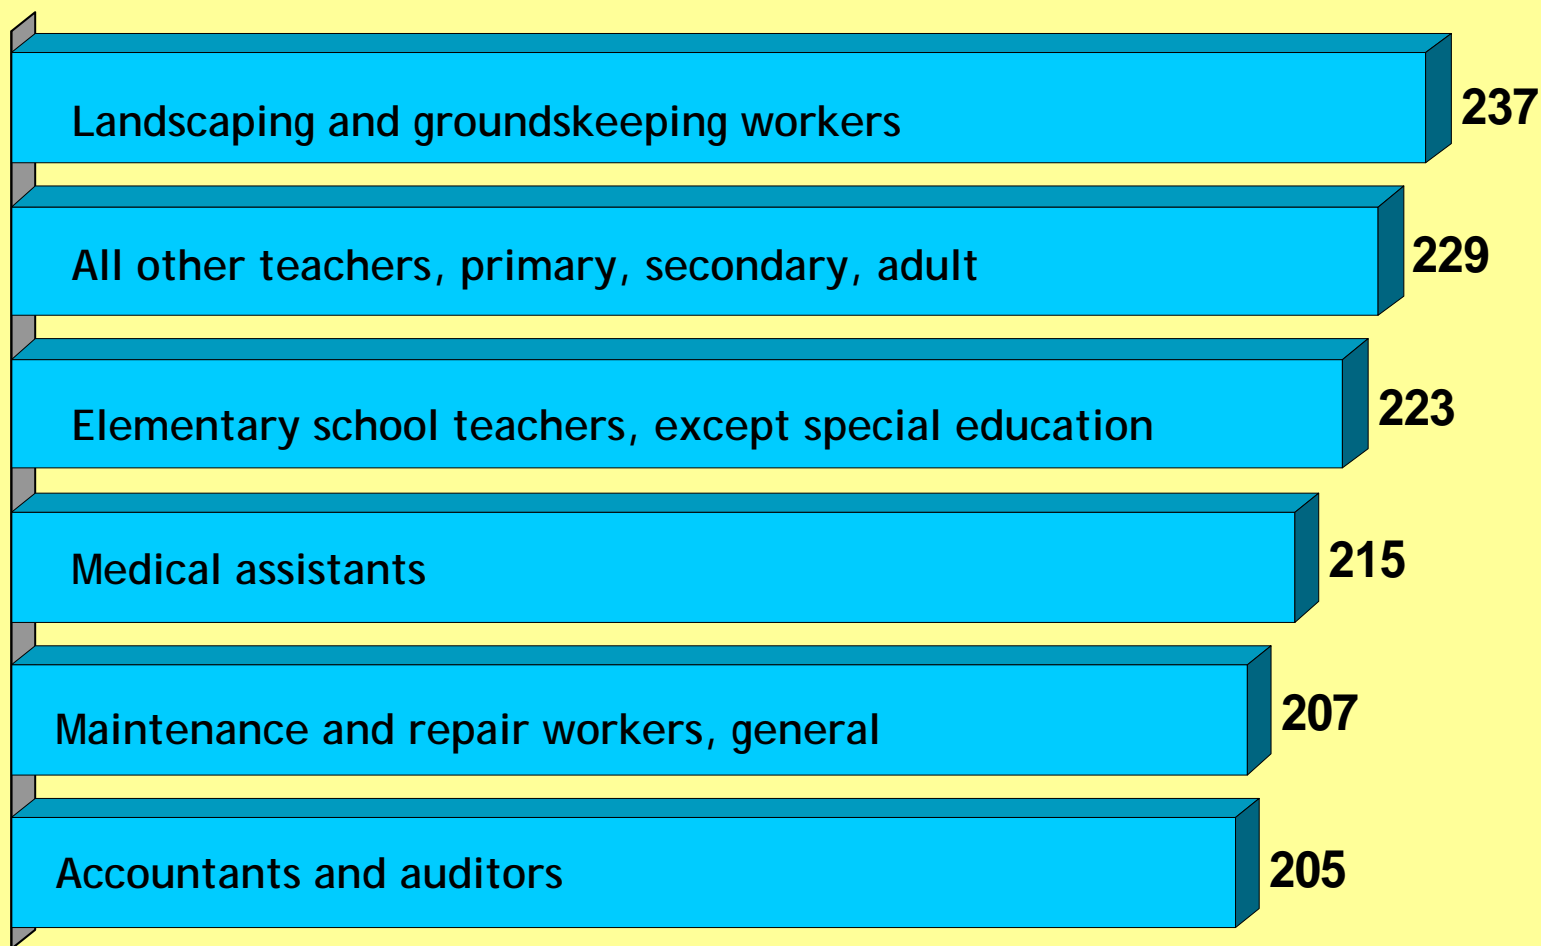 Landscaping and groundskeeping workers 237
All other teachers, primary, secondary, adult 229
Elementary school teachers, except special education 223
Medical assistants 215
Maintenance and repair workers, general 207
Accountants and auditors 205